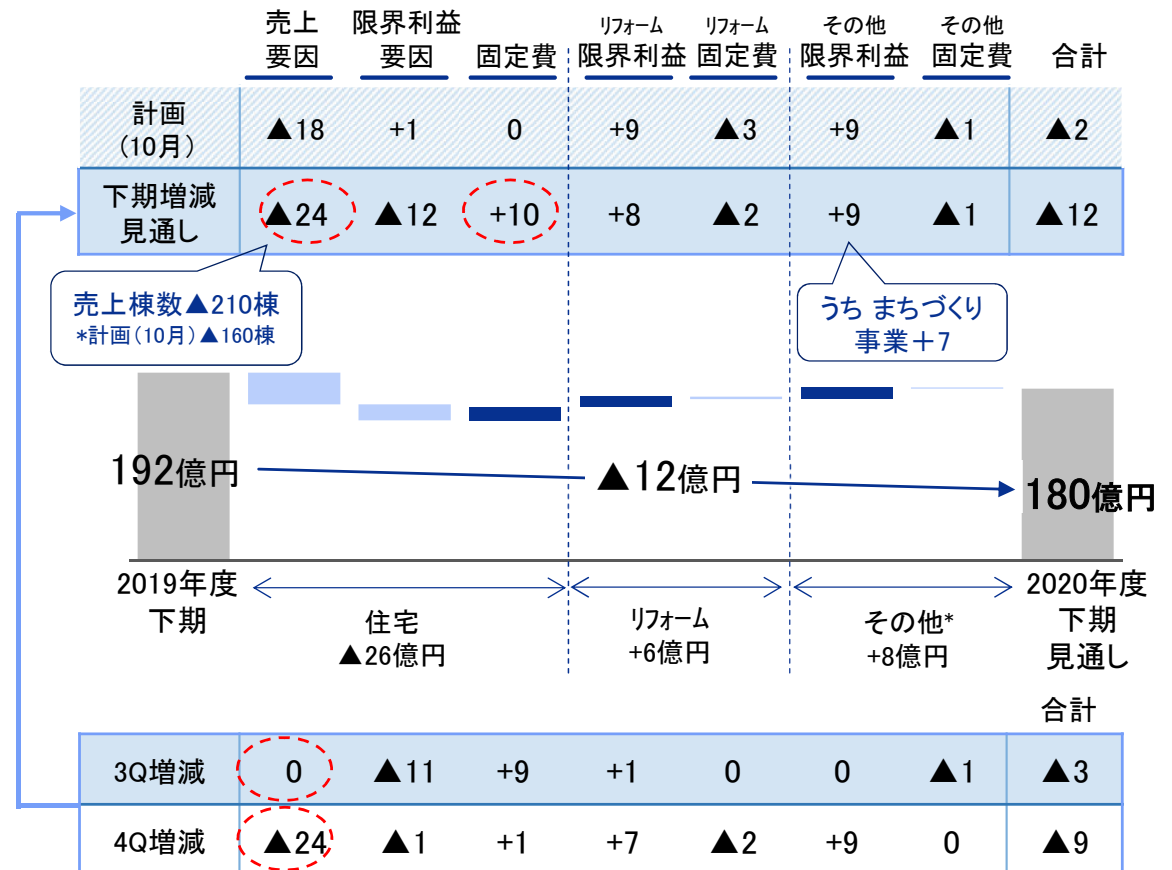 売上 限界利益 リフォーム リフォーム その他 その他
要因 要因 固定費 限界利益 固定費 限界利益 固定費 合計
計画
(10月) ▲18 +1 0 +9 ▲3 +9 ▲1 ▲2
下期増減
見通し ▲24 ▲12 +10 +8 ▲2 +9 ▲1 ▲12
売上棟数▲210棟
*計画(10月)▲160棟
うち まちづくり
事業+7
192億円 ▲12億円 180億円
2019年度
下期
住宅
▲26億円
リフォーム
+6億円
その他*
+8億円
2020年度
下期
見通し
合計
3Q増減 0 ▲11 +9 +1 0 0 ▲1 ▲3
4Q増減 ▲24 ▲1 +1 +7 ▲2 +9 0 ▲9